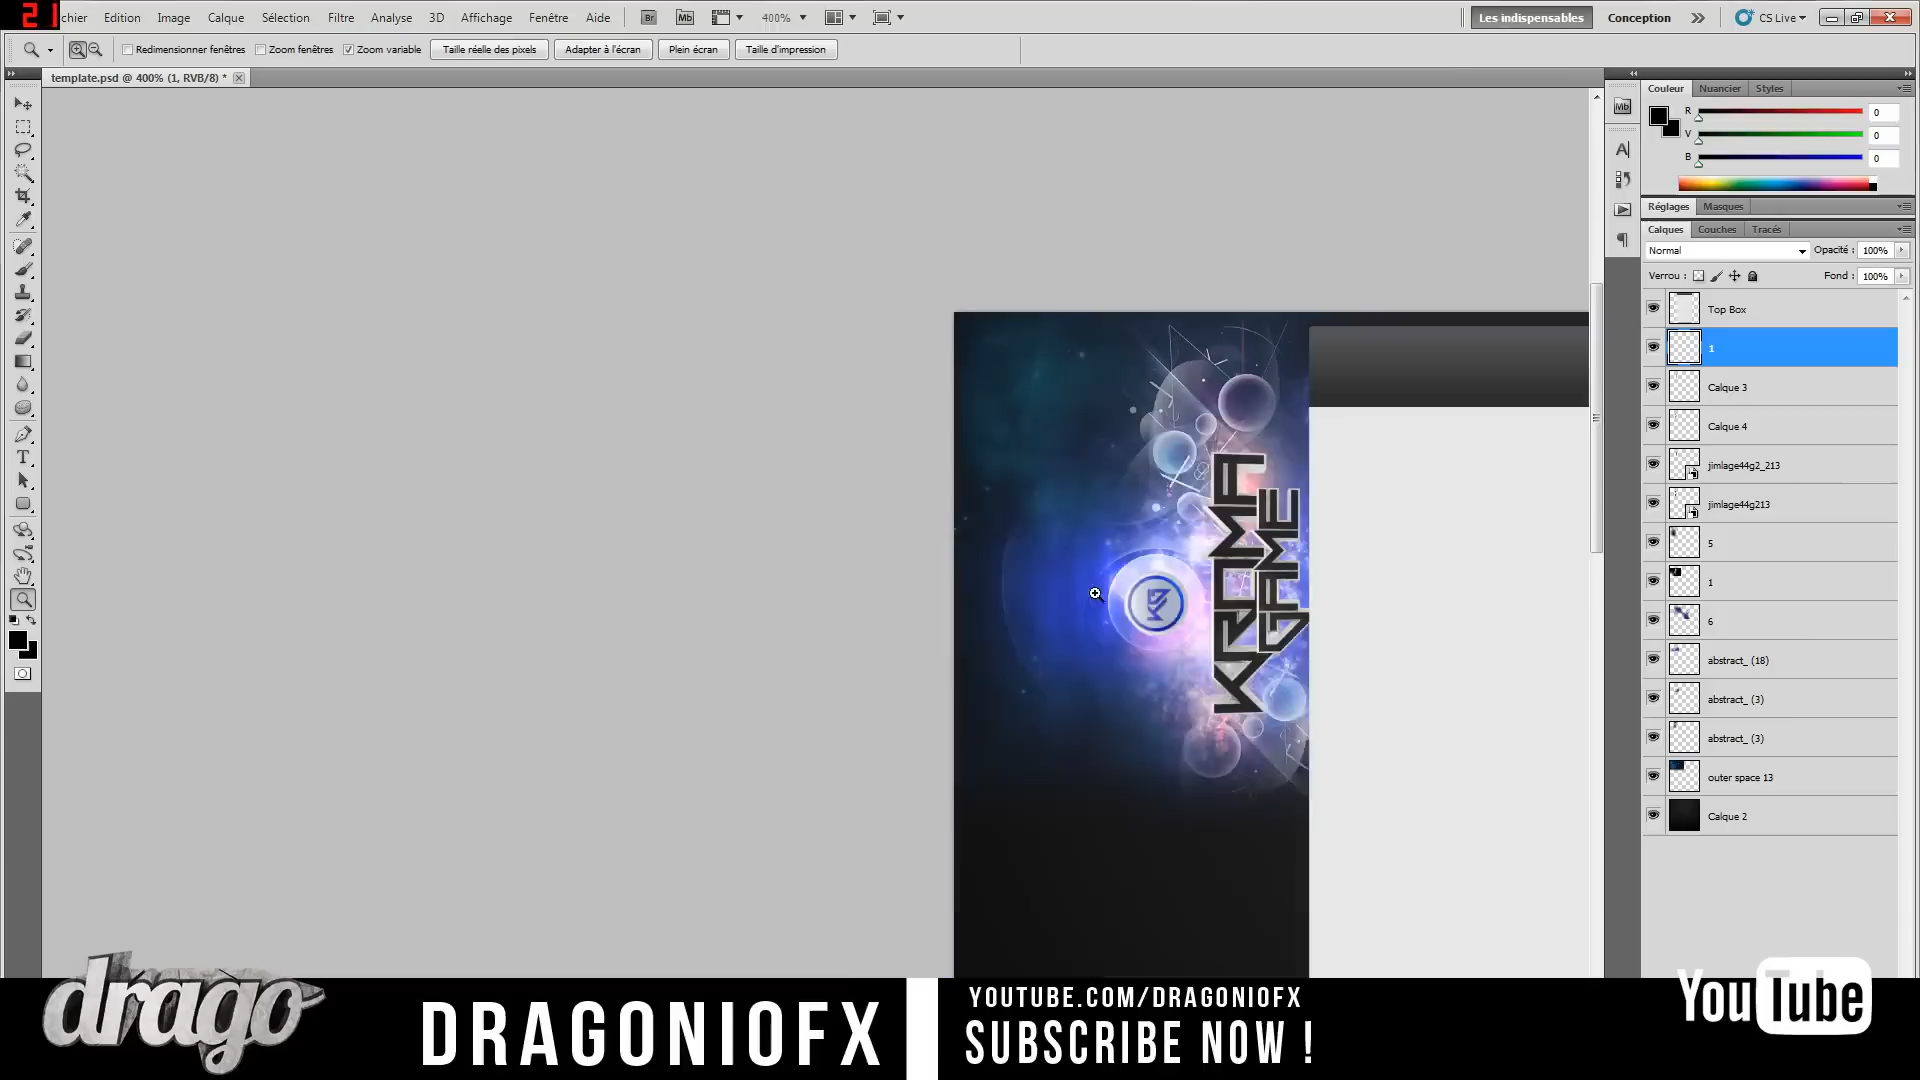 21
chier Edition Image Calque Sélection Filtre Analyse 3D Affichage Fenêtre Aide Br Mb 400% Les indispensables Conception CS Live
Redimensionner fenêtres Zoom fenêtres Zoom variable Taille réelle des pixels Adapter à l'écran Plein écran Taille d'impression
template.psd @ 400% (1, RVB/8) *
Couleur Nuancier Styles
Mb
R 0
V 0
B 0
Réglages Masques
Calques Couches Tracés
Normal Opacité : 100%
Verrou : Fond : 100%
Top Box
1
Calque 3
Calque 4
jimlage44g2_213
jimlage44g213
5
1
6
abstract_ (18)
abstract_ (3)
abstract_ (3)
outer space 13
Calque 2
KROMA
GAME
drago
DRAGONIOFX
YOUTUBE.COM/DRAGONIOFX
SUBSCRIBE NOW !
YouTube